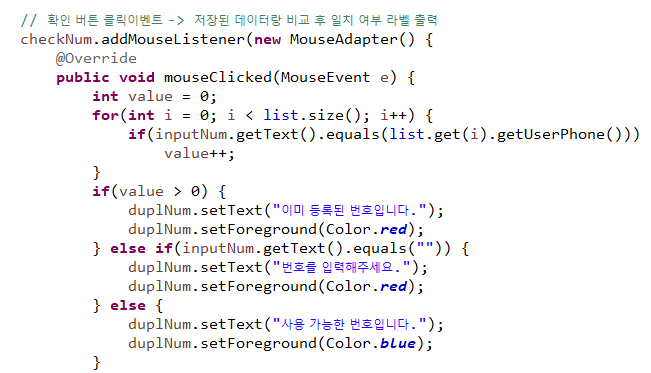 // 확인 버튼 클릭이벤트 -> 저장된 데이터랑 비교 후 일치 여부 라벨 출력
checkNum.addMouseListener(new MouseAdapter() {
    @Override
    public void mouseClicked(MouseEvent e) {
        int value = 0;
        for(int i = 0; i < list.size(); i++) {
            if(inputNum.getText().equals(list.get(i).getUserPhone()))
                value++;
        }
        if(value > 0) {
            duplNum.setText("이미 등록된 번호입니다.");
            duplNum.setForeground(Color.red);
        } else if(inputNum.getText().equals("")) {
            duplNum.setText("번호를 입력해주세요.");
            duplNum.setForeground(Color.red);
        } else {
            duplNum.setText("사용 가능한 번호입니다.");
            duplNum.setForeground(Color.blue);
        }